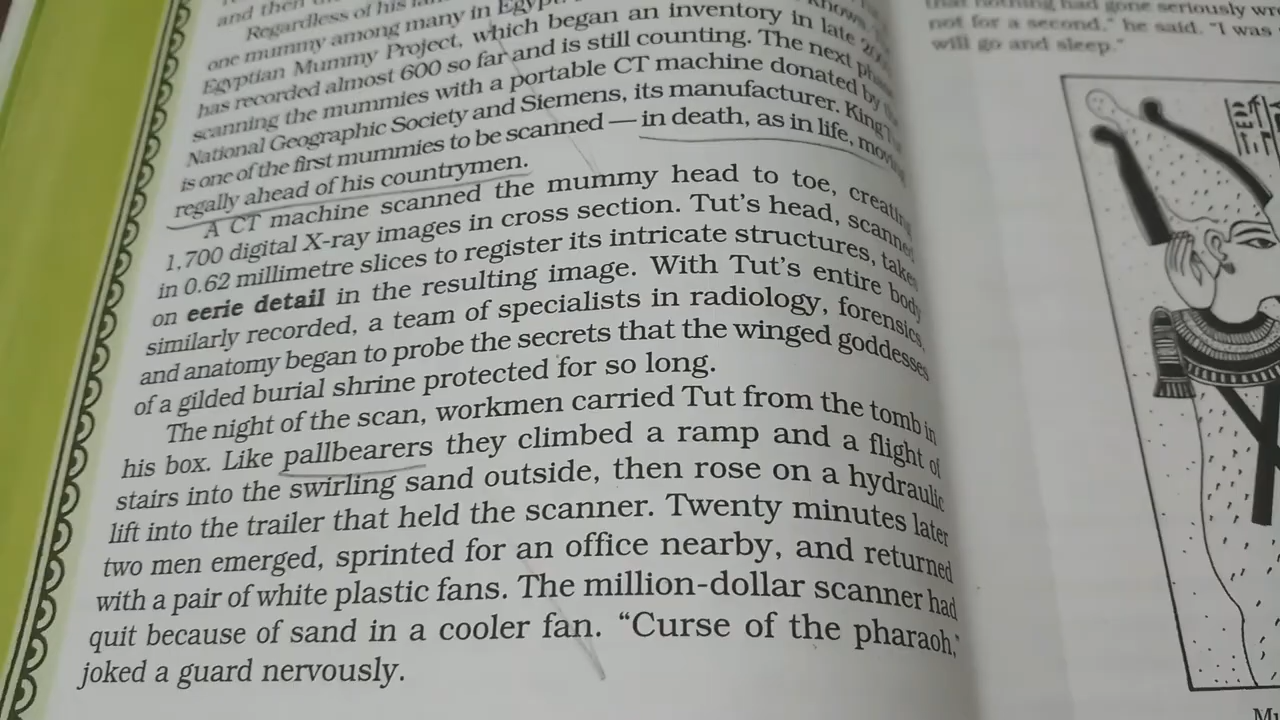 and then
Regardless of his
one mummy among many in Egypt
Egyptian Mummy Project, which began an inventory in late
has recorded almost 600 so far and is still counting. The next
scanning the mummies with a portable CT machine donated by
National Geographic Society and Siemens, its manufacturer. King
is one of the first mummies to be scanned — in death, as in life, moving
regally ahead of his countrymen.
A CT machine scanned the mummy head to toe, creating
1,700 digital X-ray images in cross section. Tut's head, scanned
in 0.62 millimetre slices to register its intricate structures, takes
on eerie detail in the resulting image. With Tut's entire body
similarly recorded, a team of specialists in radiology, forensics,
and anatomy began to probe the secrets that the winged goddesses
of a gilded burial shrine protected for so long.
The night of the scan, workmen carried Tut from the tomb in
his box. Like pallbearers they climbed a ramp and a flight of
stairs into the swirling sand outside, then rose on a hydraulic
lift into the trailer that held the scanner. Twenty minutes later
two men emerged, sprinted for an office nearby, and returned
with a pair of white plastic fans. The million-dollar scanner had
quit because of sand in a cooler fan. “Curse of the pharaoh,”
joked a guard nervously.
that nothing had gone seriously
not for a second,” he said. “I was
will go and sleep.”